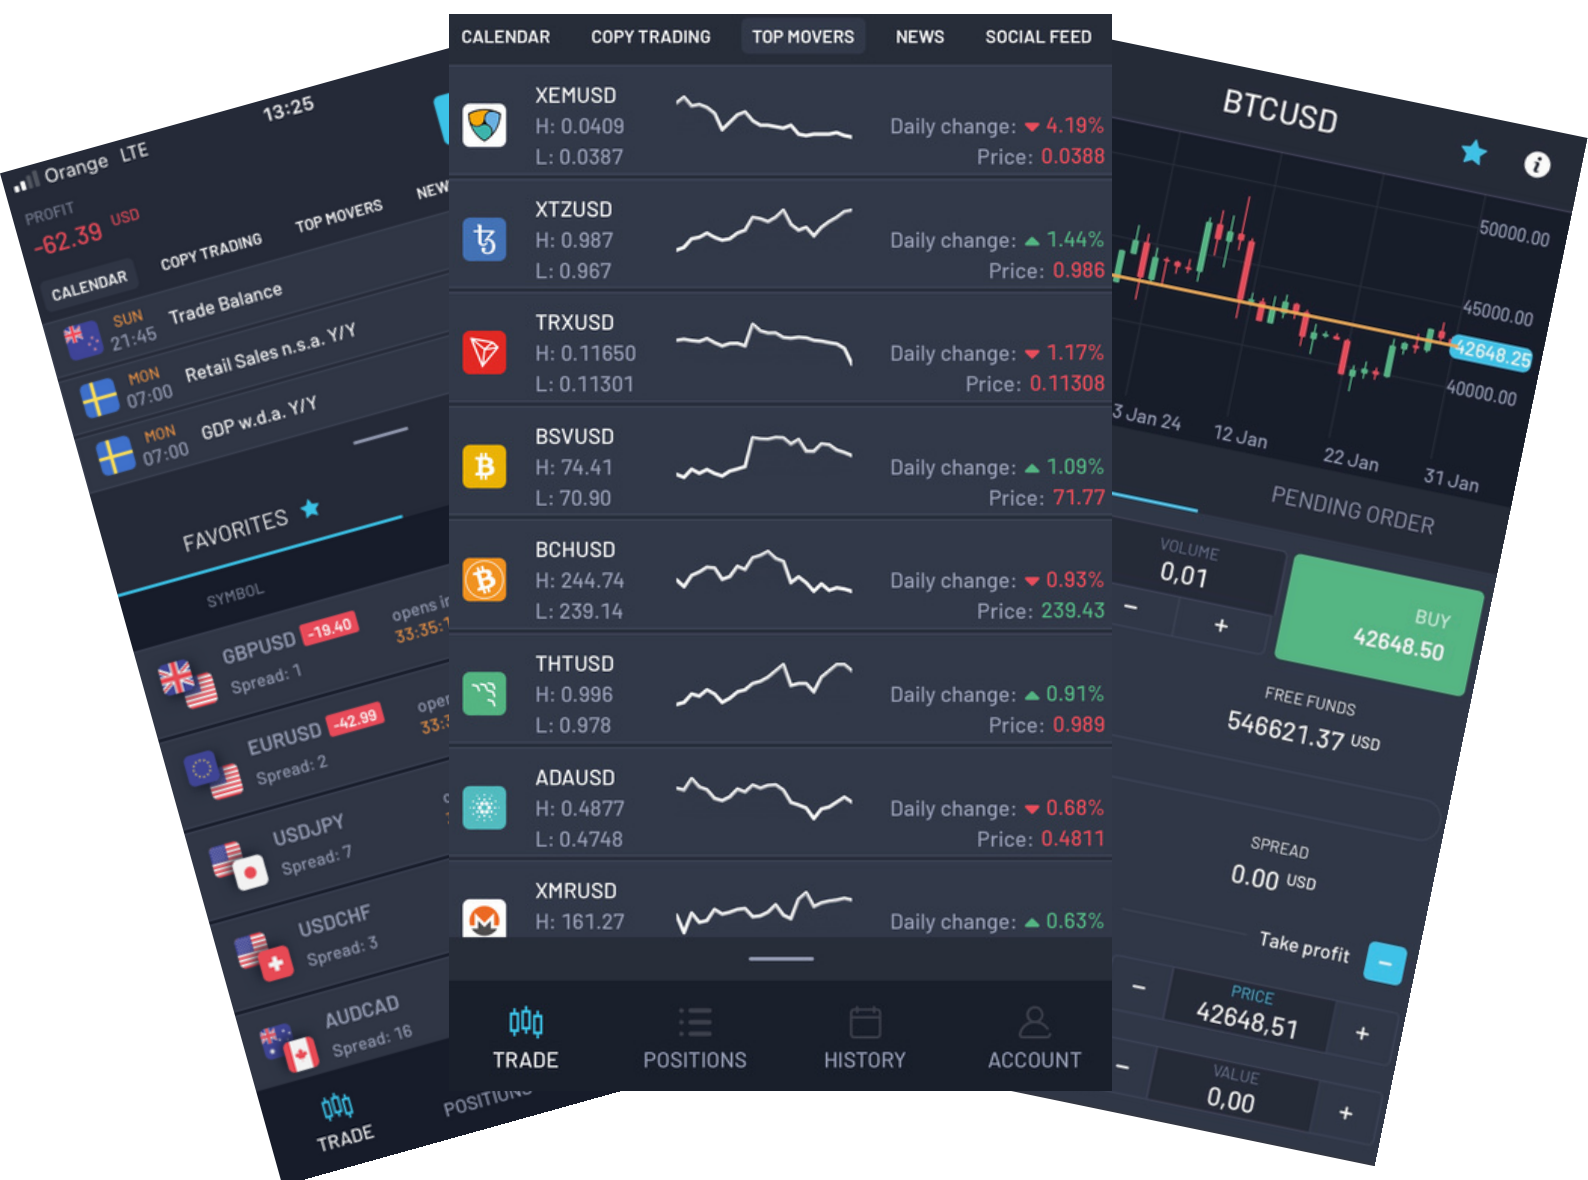 13:25
Orange LTE
PROFIT
-62.39 USD
CALENDAR COPY TRADING TOP MOVERS
SUN
21:45
Trade Balance
MON
07:00
Retail Sales n.s.a. Y/Y
MON
07:00
GDP w.d.a. Y/Y
FAVORITES
SYMBOL
GBPUSD -19.40
Spread: 1
opens
EURUSD -42.99
Spread: 2
USDJPY
Spread: 7
USDCHF
Spread: 3
AUDCAD
Spread: 16
TRADE
POSITIONS
CALENDAR COPY TRADING TOP MOVERS NEWS SOCIAL FEED
XEMUSD
H: 0.0409
L: 0.0387
Daily change: 4.19%
Price: 0.0388
XTZUSD
H: 0.987
L: 0.967
Daily change: 1.44%
Price: 0.986
TRXUSD
H: 0.11650
L: 0.11301
Daily change: 1.17%
Price: 0.11308
BSVUSD
H: 74.41
L: 70.90
Daily change: 1.09%
Price: 71.77
BCHUSD
H: 244.74
L: 239.14
Daily change: 0.93%
Price: 239.43
THTUSD
H: 0.996
L: 0.978
Daily change: 0.91%
Price: 0.989
ADAUSD
H: 0.4877
L: 0.4748
Daily change: 0.68%
Price: 0.4811
XMRUSD
H: 161.27
Daily change: 0.63%
TRADE POSITIONS HISTORY ACCOUNT
BTCUSD
50000.00
45000.00
42648.25
40000.00
3 Jan 24 12 Jan 22 Jan 31 Jan
PENDING ORDER
VOLUME
0,01
- +
BUY
42648.50
FREE FUNDS
546621.37 USD
SPREAD
0.00 USD
Take profit -
PRICE
- 42648,51 +
VALUE
- 0,00 +